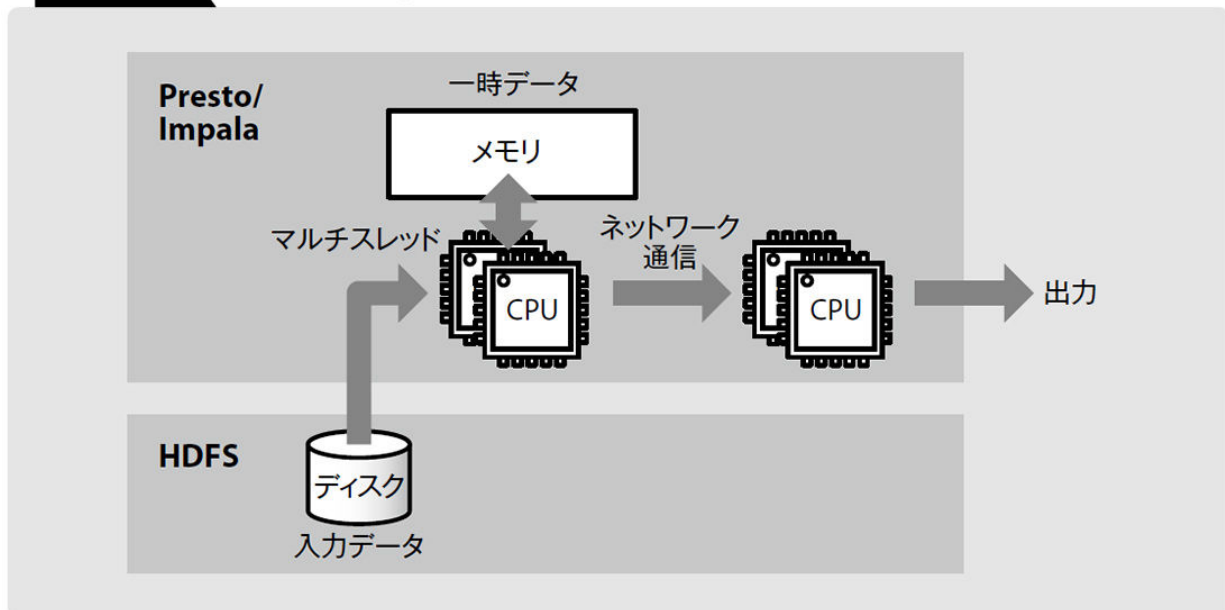 Presto/
Impala
一時データ
メモリ
マルチスレッド
ネットワーク
通信
CPU
CPU
出力
HDFS
ディスク
入力データ